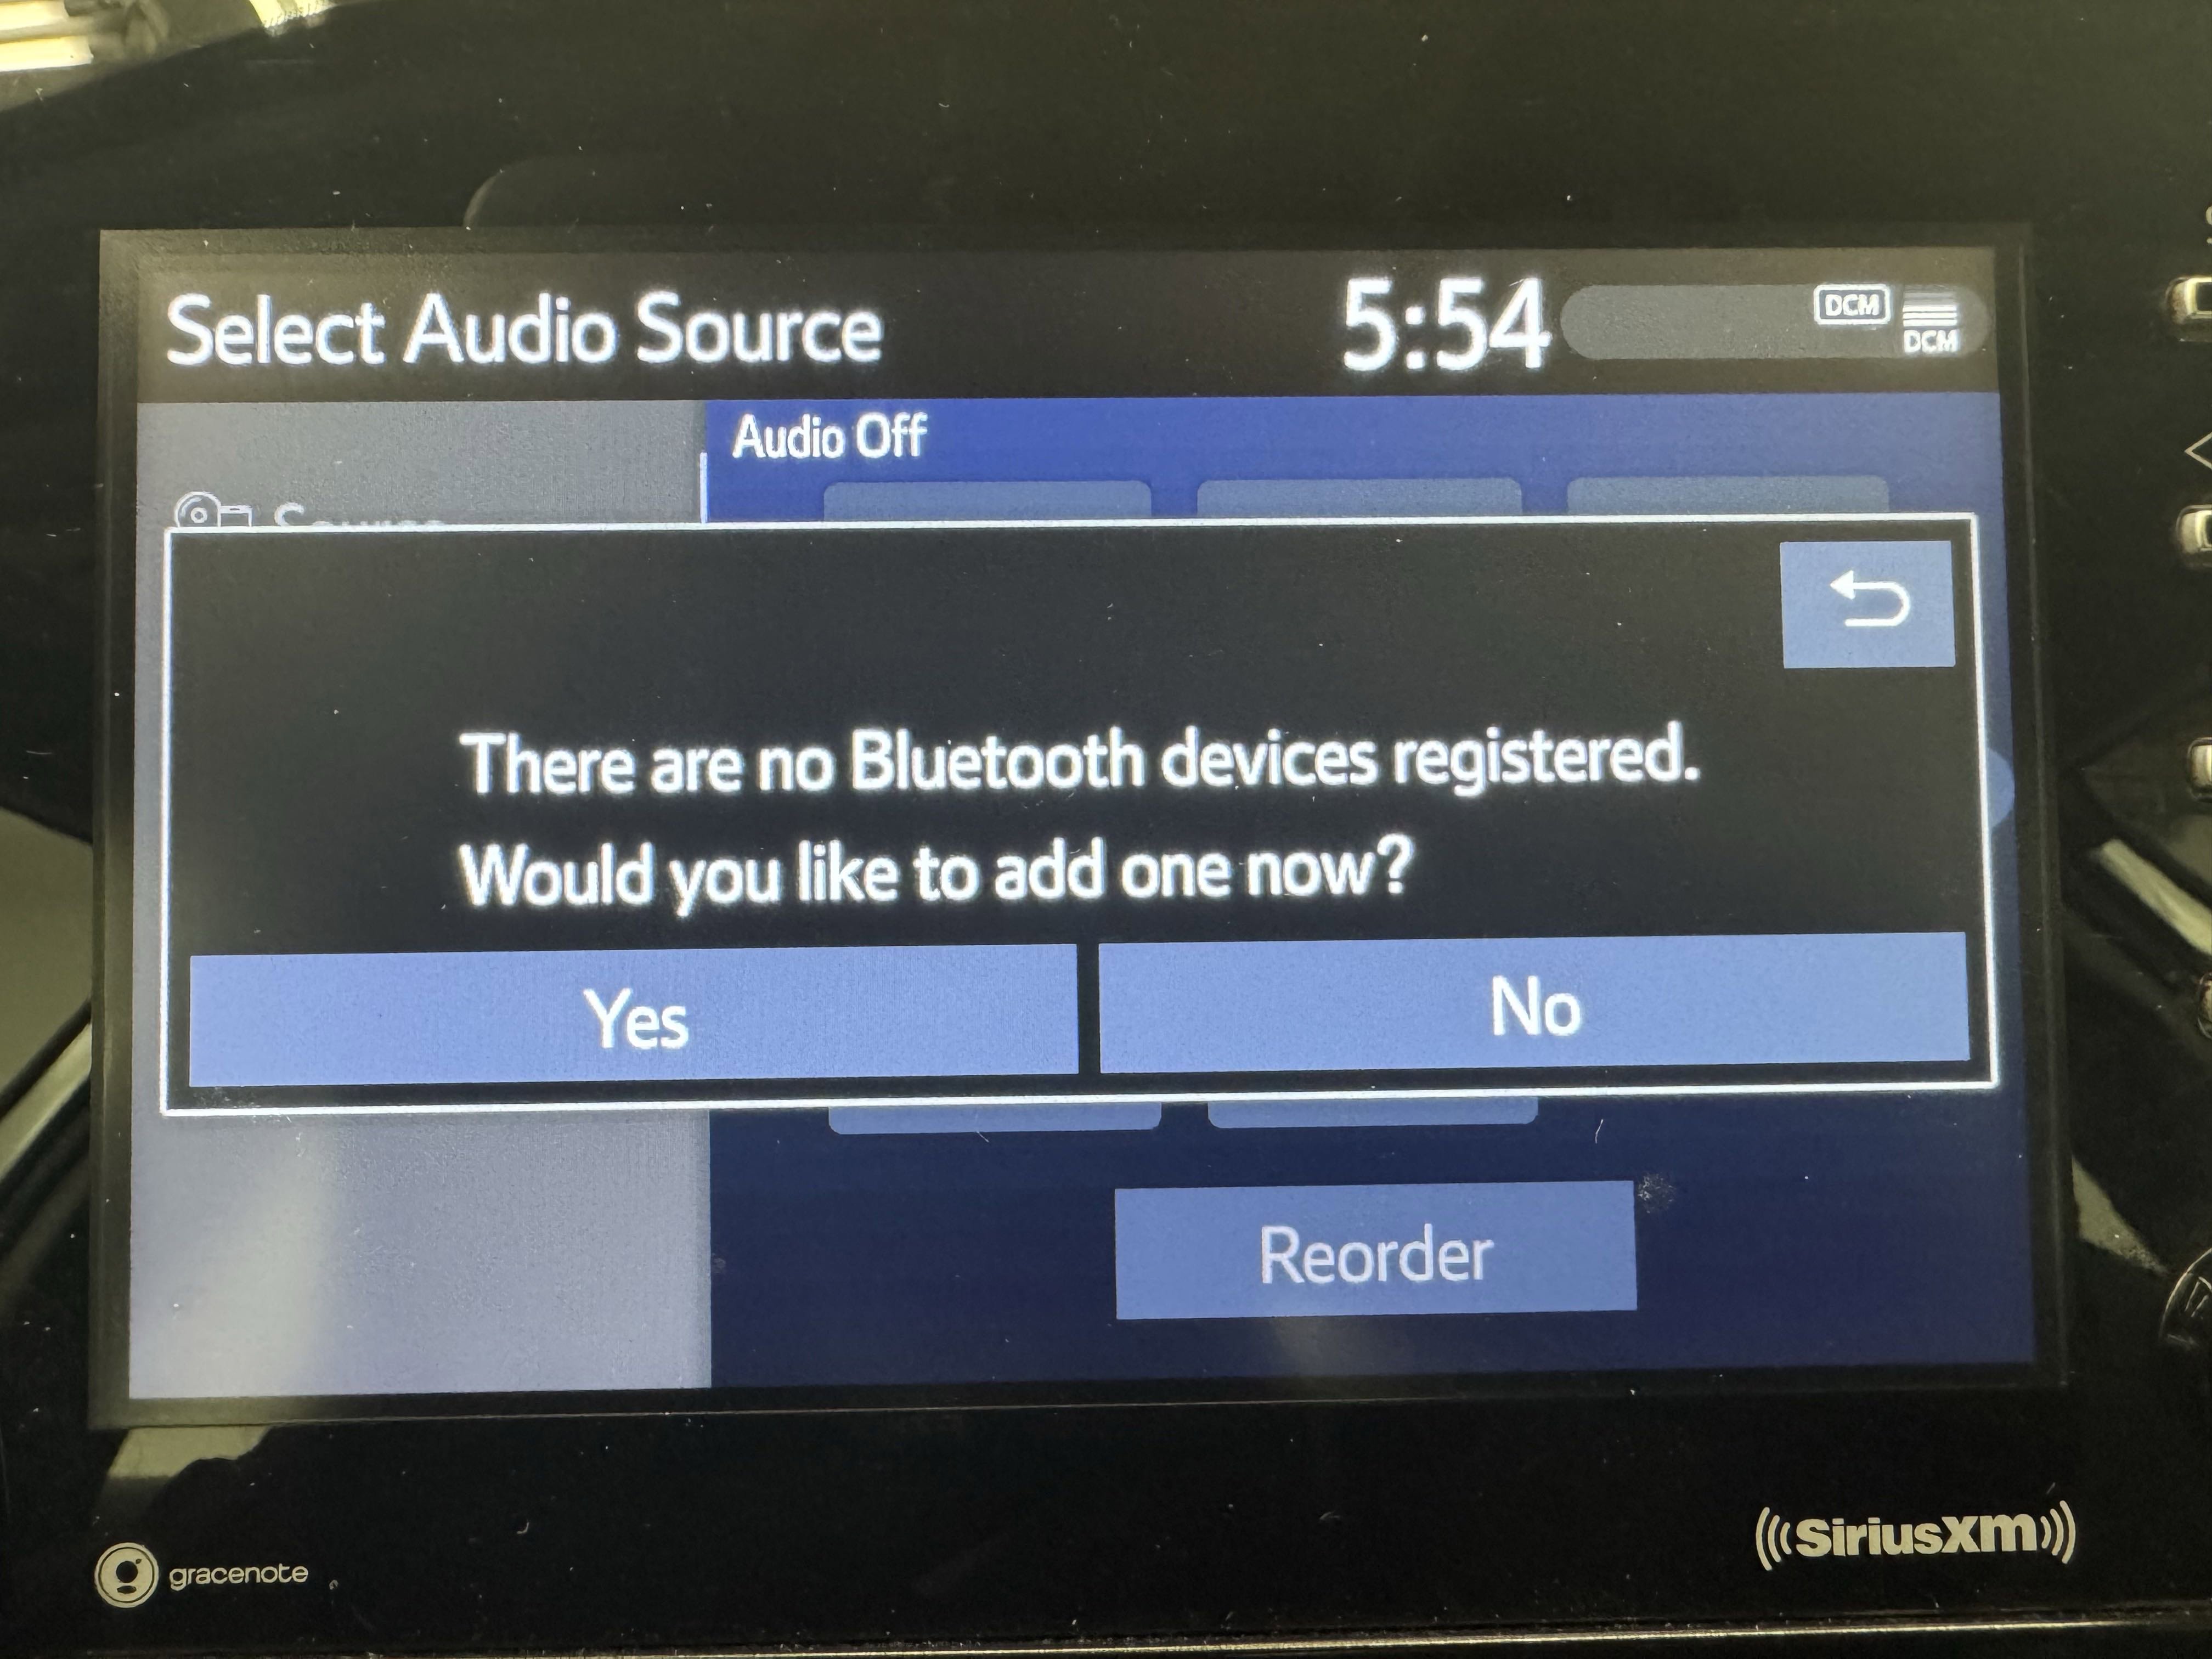 Select Audio Source
5:54
DCM
DCM
Audio Off
Source
There are no Bluetooth devices registered.
Would you like to add one now?
Yes
No
Reorder
gracenote
((SiriusXM))